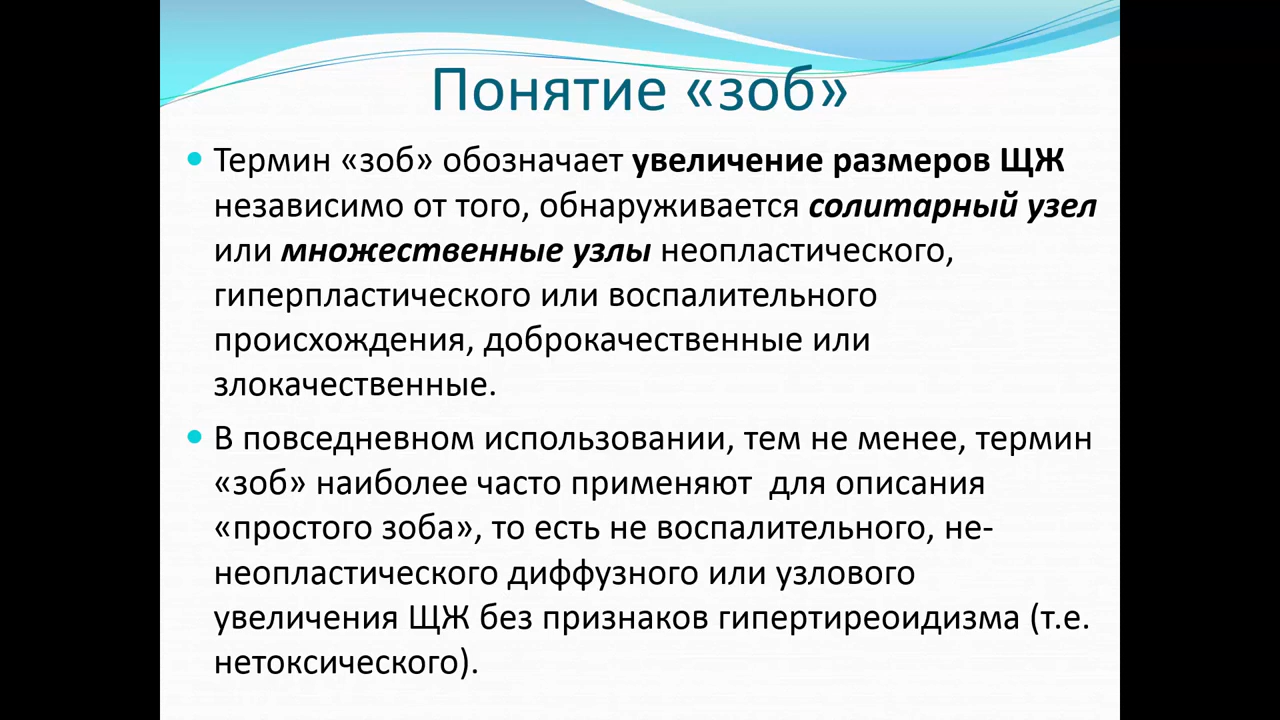 Понятие «зоб»
Термин «зоб» обозначает увеличение размеров ЩЖ
независимо от того, обнаруживается солитарный узел
или множественные узлы неопластического,
гиперпластического или воспалительного
происхождения, доброкачественные или
злокачественные.
В повседневном использовании, тем не менее, термин
«зоб» наиболее часто применяют  для описания
«простого зоба», то есть не воспалительного, не-
неопластического диффузного или узлового
увеличения ЩЖ без признаков гипертиреоидизма (т.е.
нетоксического).